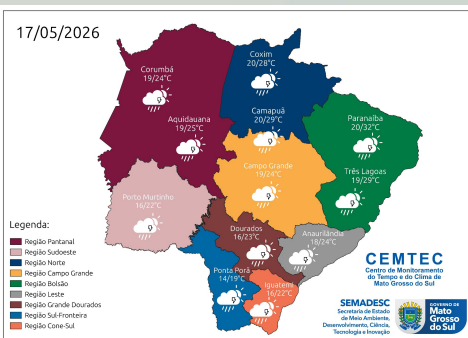 17/05/2026
Corumbá
19/24°C
Coxim
20/28°C
Aquidauana
19/25°C
Camapuã
20/29°C
Paranaíba
20/32°C
Campo Grande
19/24°C
Três Lagoas
19/29°C
Porto Murtinho
16/22°C
Dourados
16/23°C
Anaurilândia
18/24°C
Ponta Porã
14/19°C
Iguatemi
16/22°C
Legenda:
Região Pantanal
Região Sudoeste
Região Norte
Região Campo Grande
Região Bolsão
Região Leste
Região Grande Dourados
Região Sul-Fronteira
Região Cone-Sul
CEMTEC
Centro de Monitoramento
do Tempo e do Clima de
Mato Grosso do Sul
SEMADESC
Secretaria de Estado
de Meio Ambiente,
Desenvolvimento, Ciência,
Tecnologia e Inovação
GOVERNO DE
Mato
Grosso
do Sul